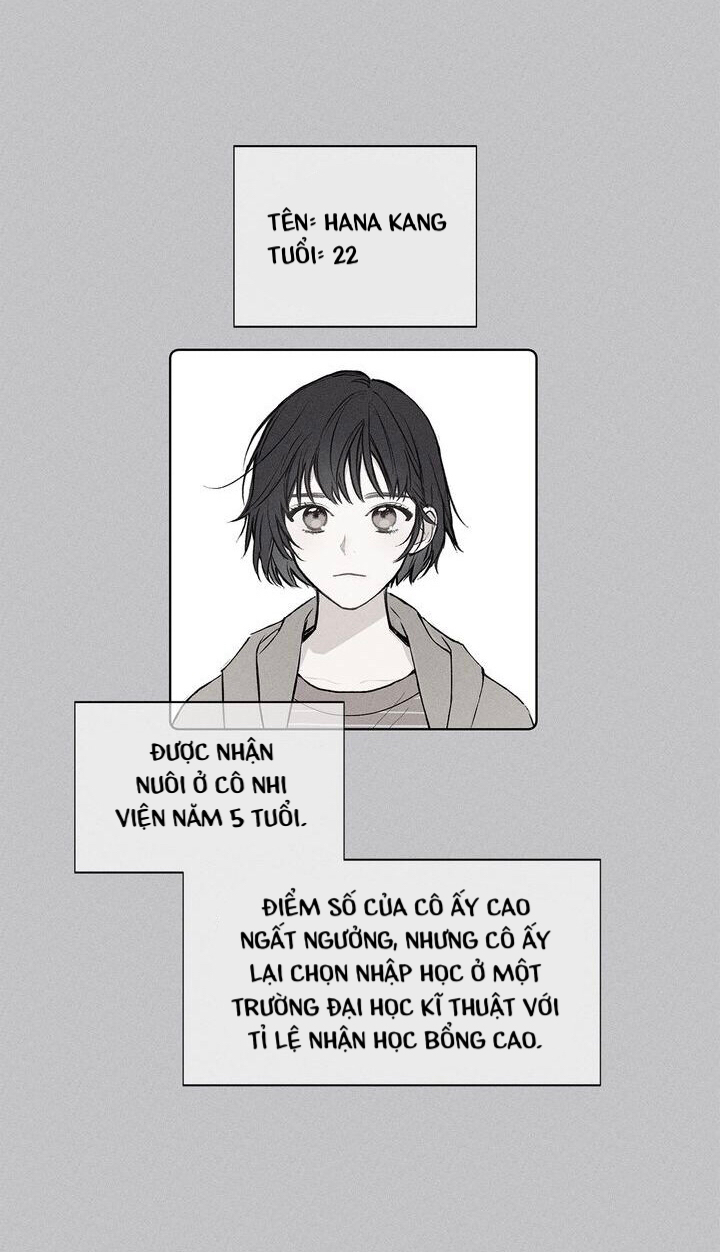 TÊN: HANA KANG
TUỔI: 22
ĐƯỢC NHẬN
NUÔI Ở CÔ NHI
VIỆN NĂM 5 TUỔI.
ĐIỂM SỐ CỦA CÔ ẤY CAO
NGẤT NGƯỞNG, NHƯNG CÔ ẤY
LẠI CHỌN NHẬP HỌC Ở MỘT
TRƯỜNG ĐẠI HỌC KĨ THUẬT VỚI
TỈ LỆ NHẬN HỌC BỔNG CAO.